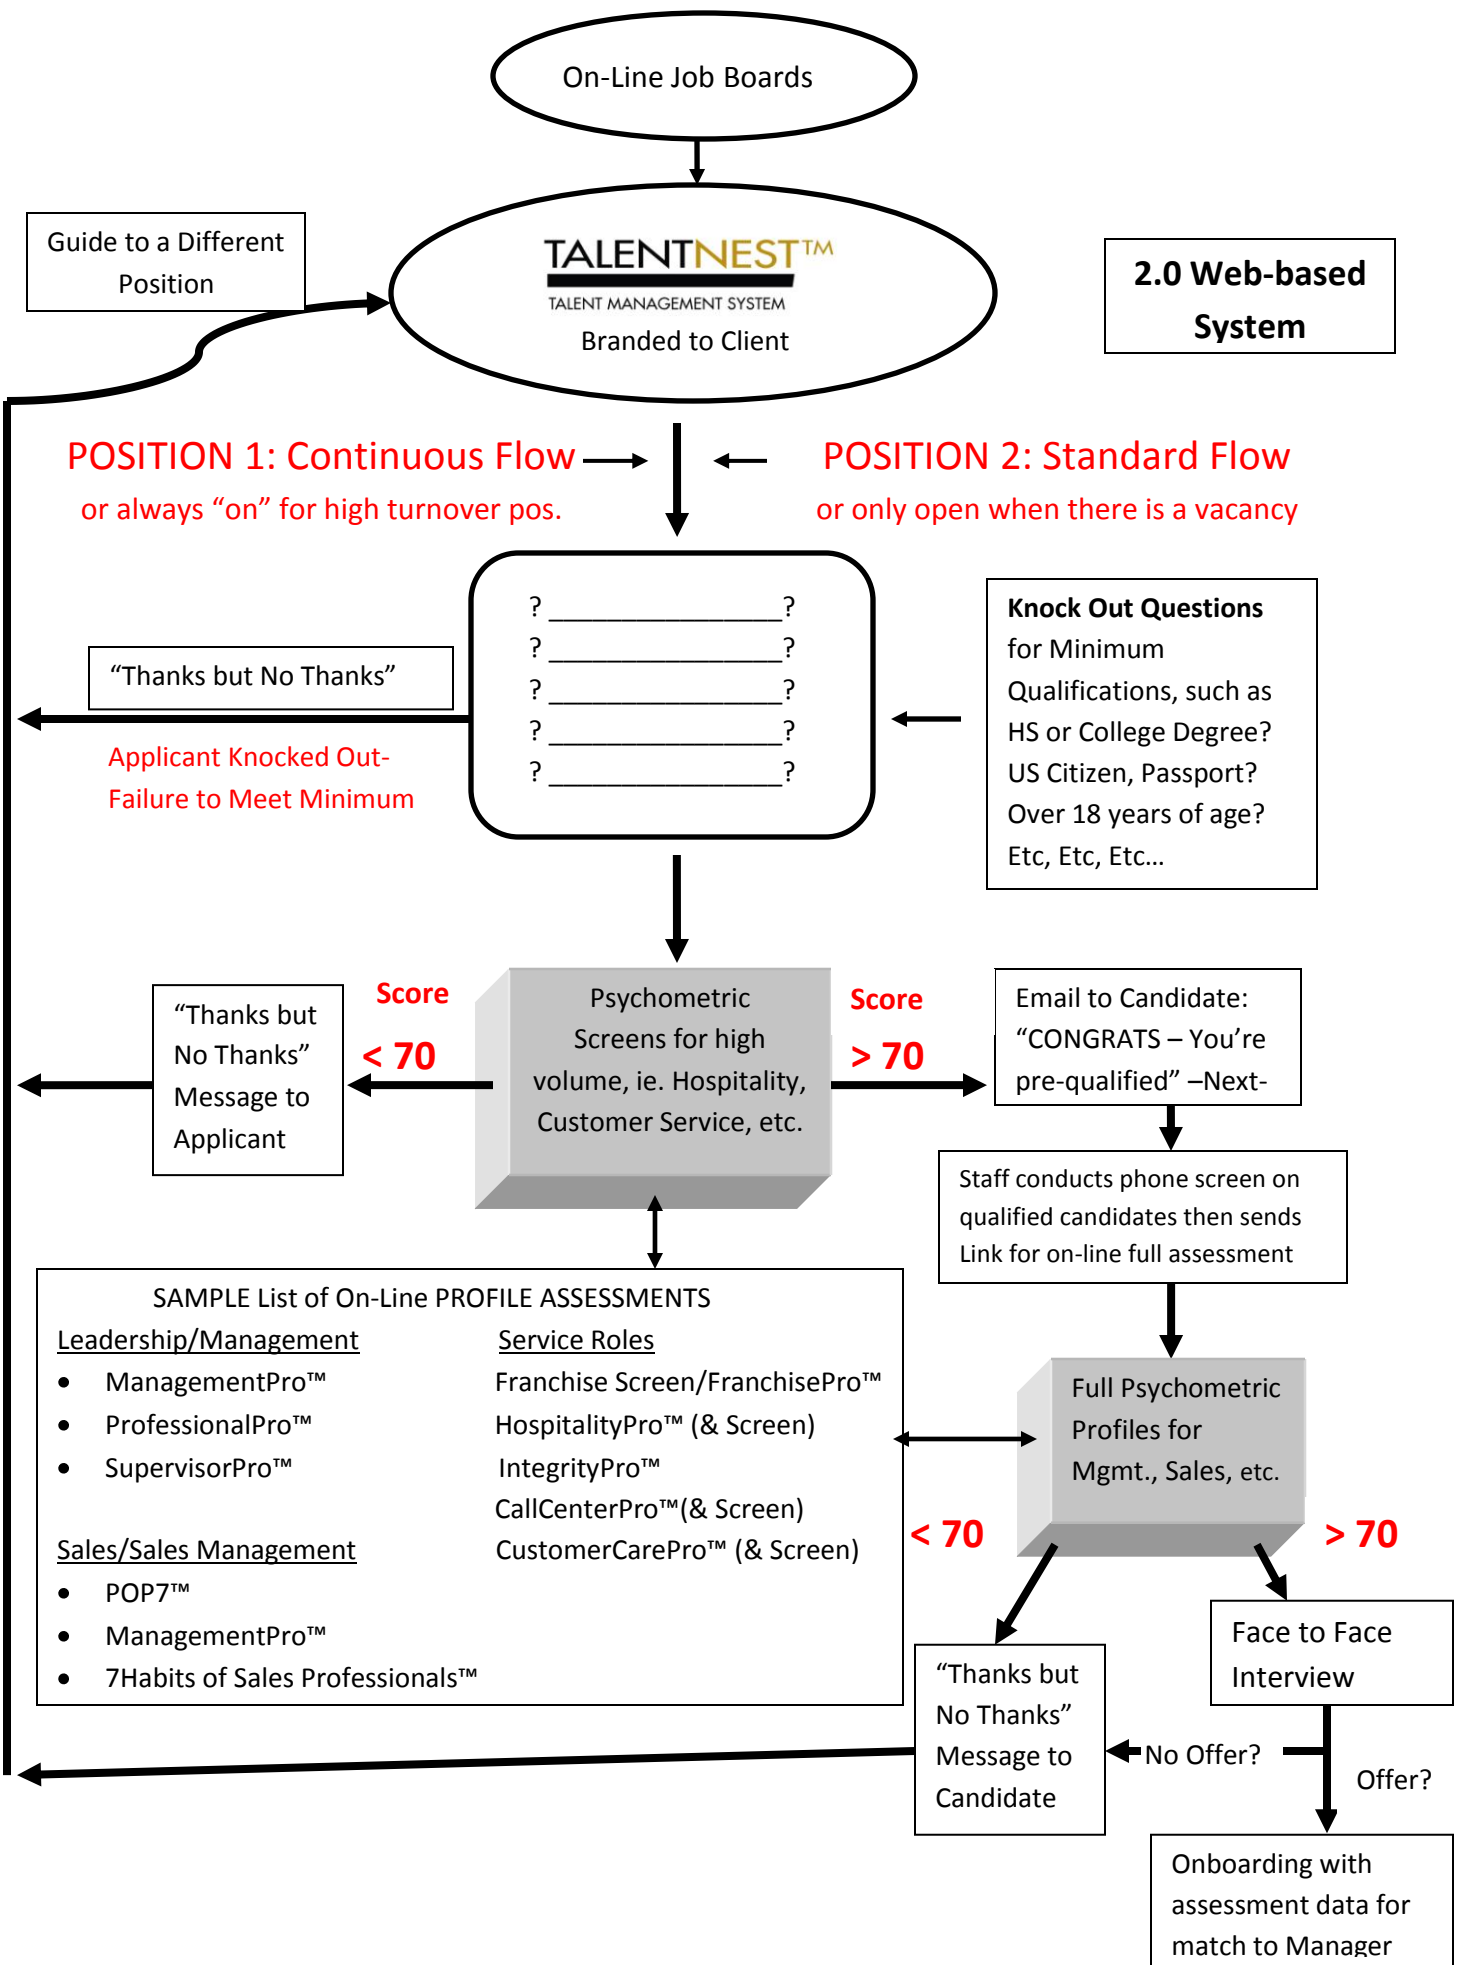 On-Line Job Boards
Guide to a Different
Position
TALENTNEST™
TALENT MANAGEMENT SYSTEM
Branded to Client
2.0 Web-based
System
POSITION 1: Continuous Flow
or always “on” for high turnover pos.
POSITION 2: Standard Flow
or only open when there is a vacancy
? _________________?
? _________________?
? _________________?
? _________________?
? _________________?
Knock Out Questions
for Minimum
Qualifications, such as
HS or College Degree?
US Citizen, Passport?
Over 18 years of age?
Etc, Etc, Etc…
“Thanks but No Thanks”
Applicant Knocked Out-
Failure to Meet Minimum
“Thanks but
No Thanks”
Message to
Applicant
Score
< 70
Psychometric
Screens for high
volume, ie. Hospitality,
Customer Service, etc.
Score
> 70
Email to Candidate:
“CONGRATS – You’re
pre-qualified” –Next-
Staff conducts phone screen on
qualified candidates then sends
Link for on-line full assessment
SAMPLE List of On-Line PROFILE ASSESSMENTS
Leadership/Management
• ManagementPro™
• ProfessionalPro™
• SupervisorPro™
Sales/Sales Management
• POP7™
• ManagementPro™
• 7Habits of Sales Professionals™
Service Roles
Franchise Screen/FranchisePro™
HospitalityPro™ (& Screen)
IntegrityPro™
CallCenterPro™(& Screen)
CustomerCarePro™ (& Screen)
Full Psychometric
Profiles for
Mgmt., Sales, etc.
< 70
> 70
“Thanks but
No Thanks”
Message to
Candidate
Face to Face
Interview
No Offer?
Offer?
Onboarding with
assessment data for
match to Manager